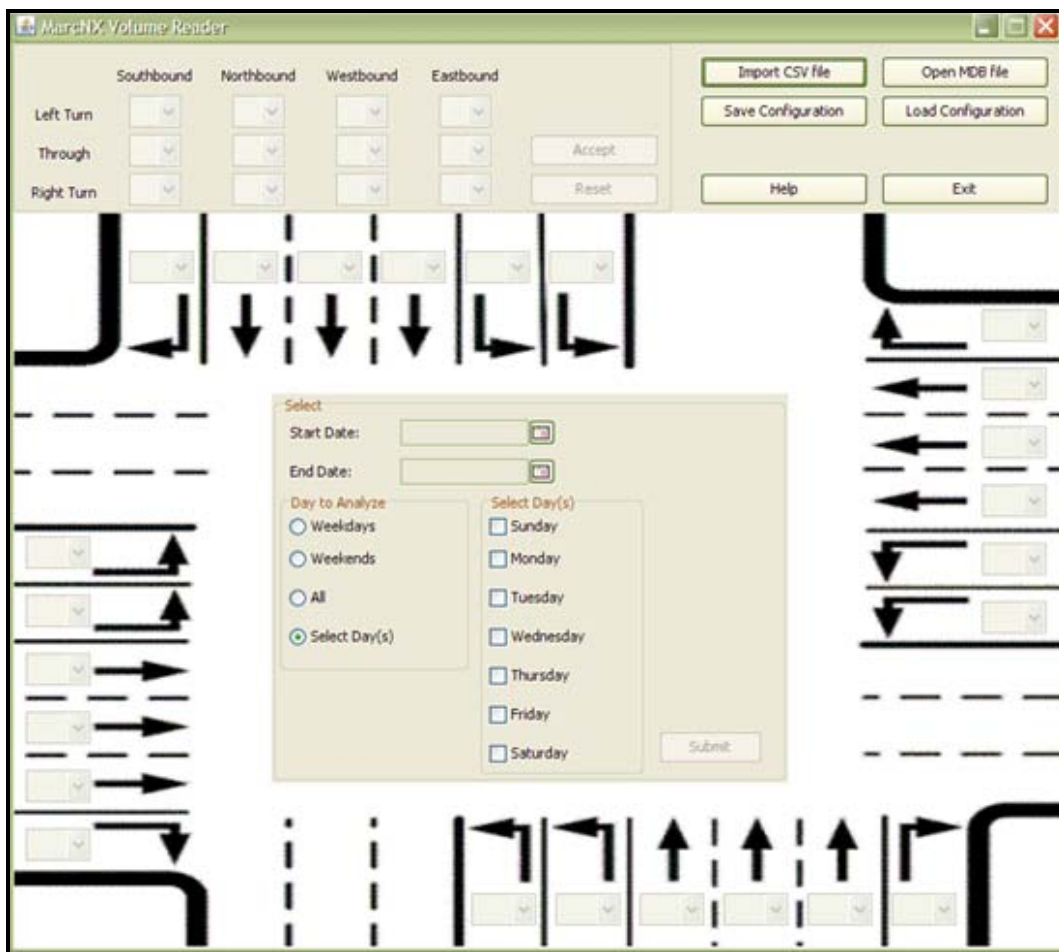 MarcNX Volume Reader
Southbound Northbound Westbound Eastbound
Left Turn
Through
Right Turn
Accept
Reset
Import CSV file Open MDB file
Save Configuration Load Configuration
Help Exit
Select
Start Date:
End Date:
Day to Analyze
Weekdays
Weekends
All
Select Day(s)
Select Day(s)
Sunday
Monday
Tuesday
Wednesday
Thursday
Friday
Saturday
Submit